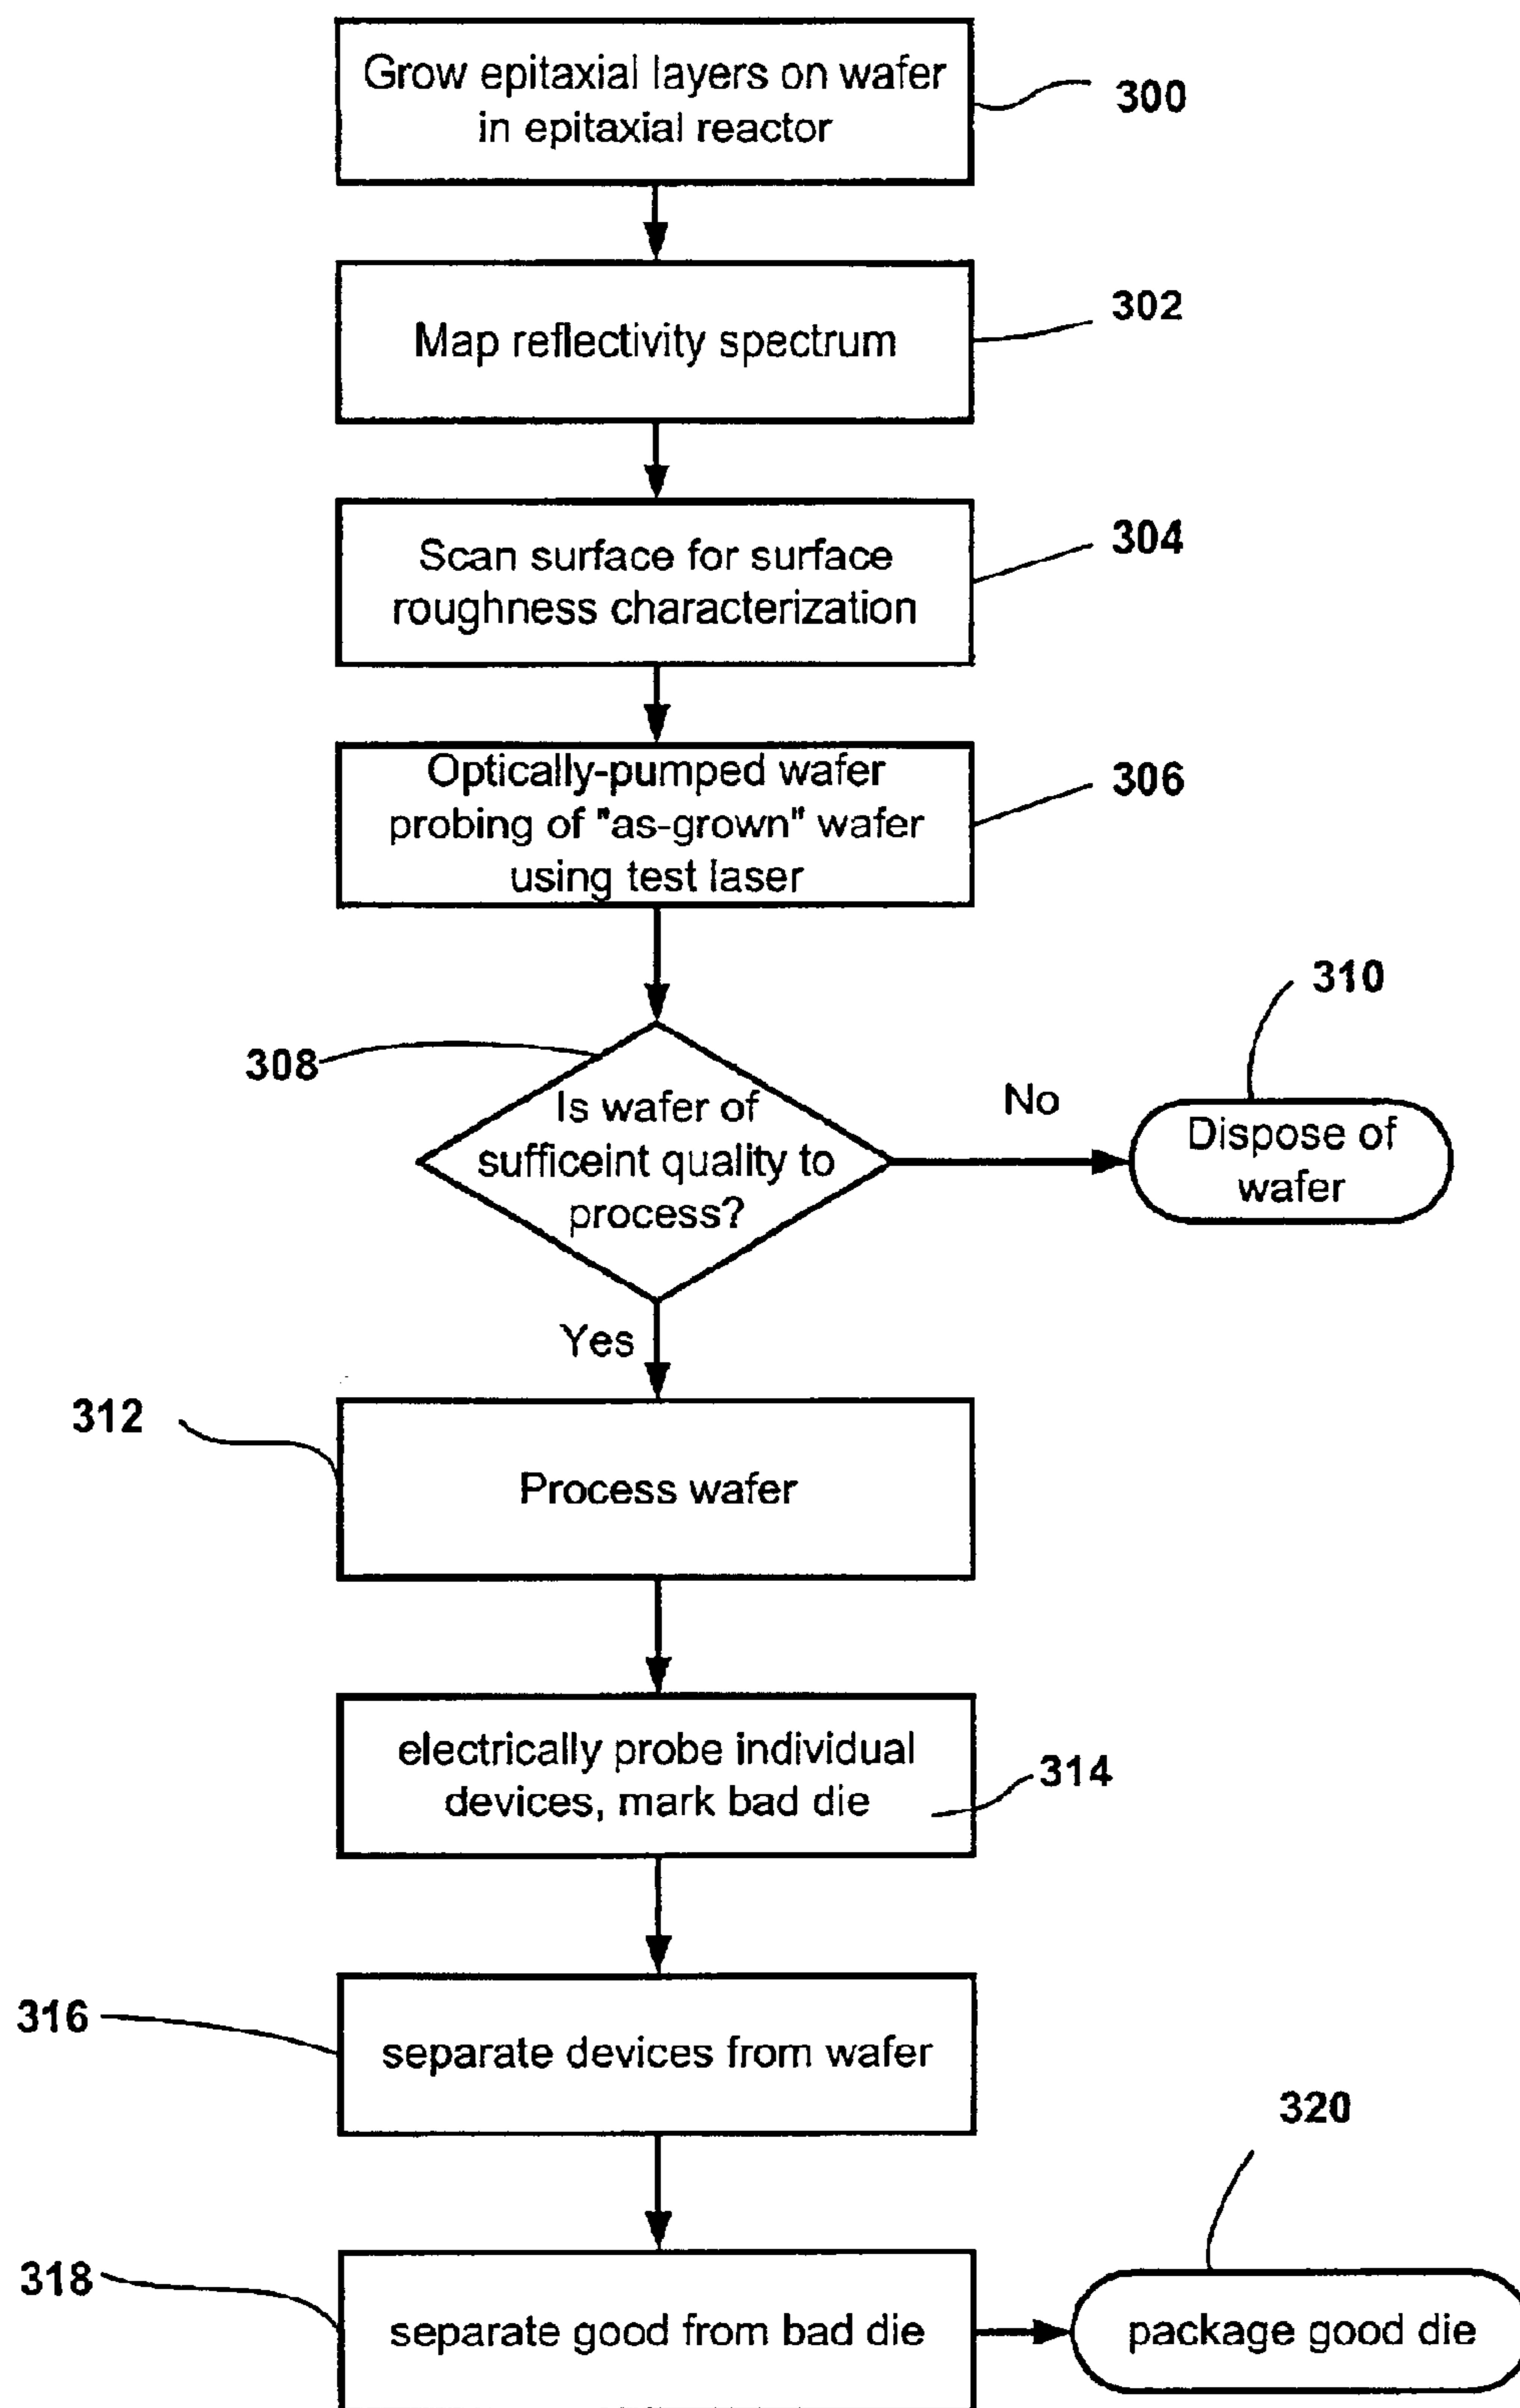 Grow epitaxial layers on wafer
in epitaxial reactor
300
Map reflectivity spectrum
302
Scan surface for surface
roughness characterization
304
Optically-pumped wafer
probing of "as-grown" wafer
using test laser
306
308
Is wafer of
sufficeint quality to
process?
No
310
Dispose of
wafer
Yes
312
Process wafer
electrically probe individual
devices, mark bad die
314
316
separate devices from wafer
318
separate good from bad die
320
package good die